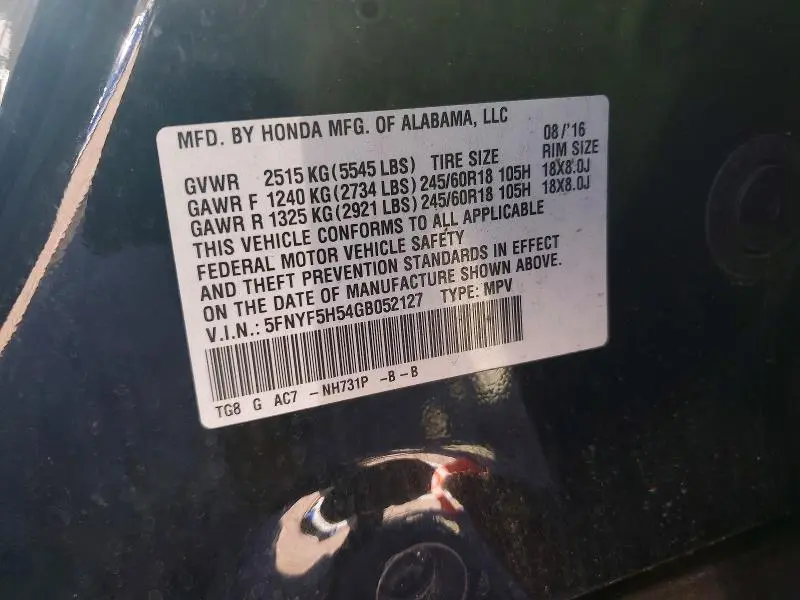 MFD. BY HONDA MFG. OF ALABAMA, LLC 08/'16
GVWR 2515 KG(5545 LBS) TIRE SIZE RIM SIZE
GAWR F 1240 KG(2734 LBS) 245/60R18 105H 18X8.0J
GAWR R 1325 KG(2921 LBS) 245/60R18 105H 18X8.0J
THIS VEHICLE CONFORMS TO ALL APPLICABLE
FEDERAL MOTOR VEHICLE SAFETY
AND THEFT PREVENTION STANDARDS IN EFFECT
ON THE DATE OF MANUFACTURE SHOWN ABOVE.
V.I.N.: 5FNYF5H54GB052127 TYPE: MPV
TG8 G AC7 -NH731P -B-B